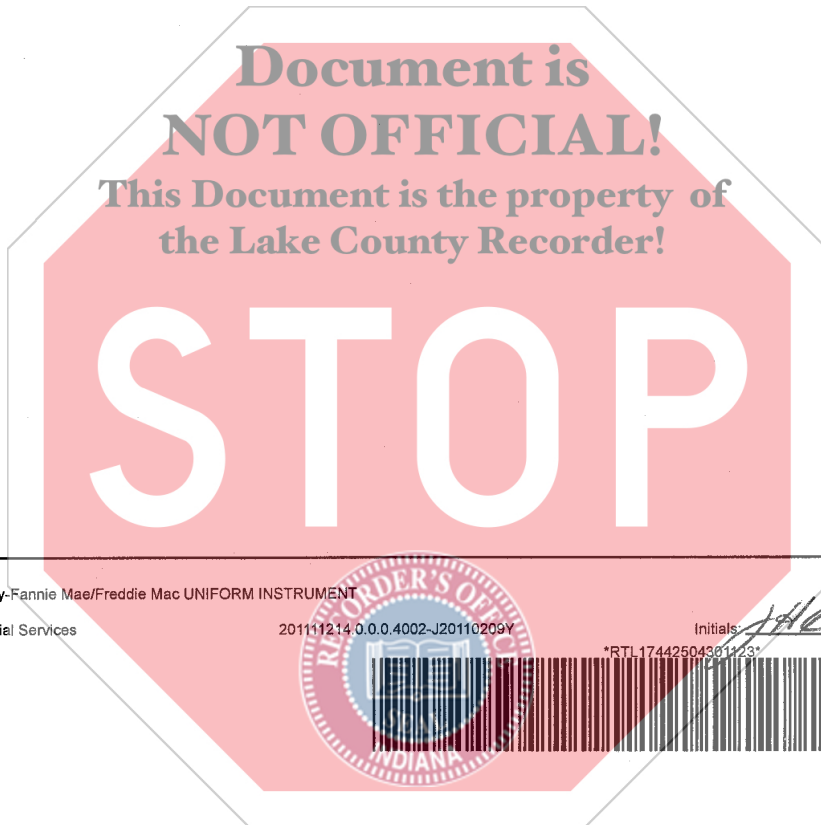 Document is
NOT OFFICIAL!
This Document is the property of
the Lake County Recorder!
STOP
y-Fannie Mae/Freddie Mac UNIFORM INSTRUMENT
ial Services 201111214.0.0.0.4002-J20110209Y Initials:
*RTL17442504301123*
RECORDER'S OFFICE
SEAL
INDIANA